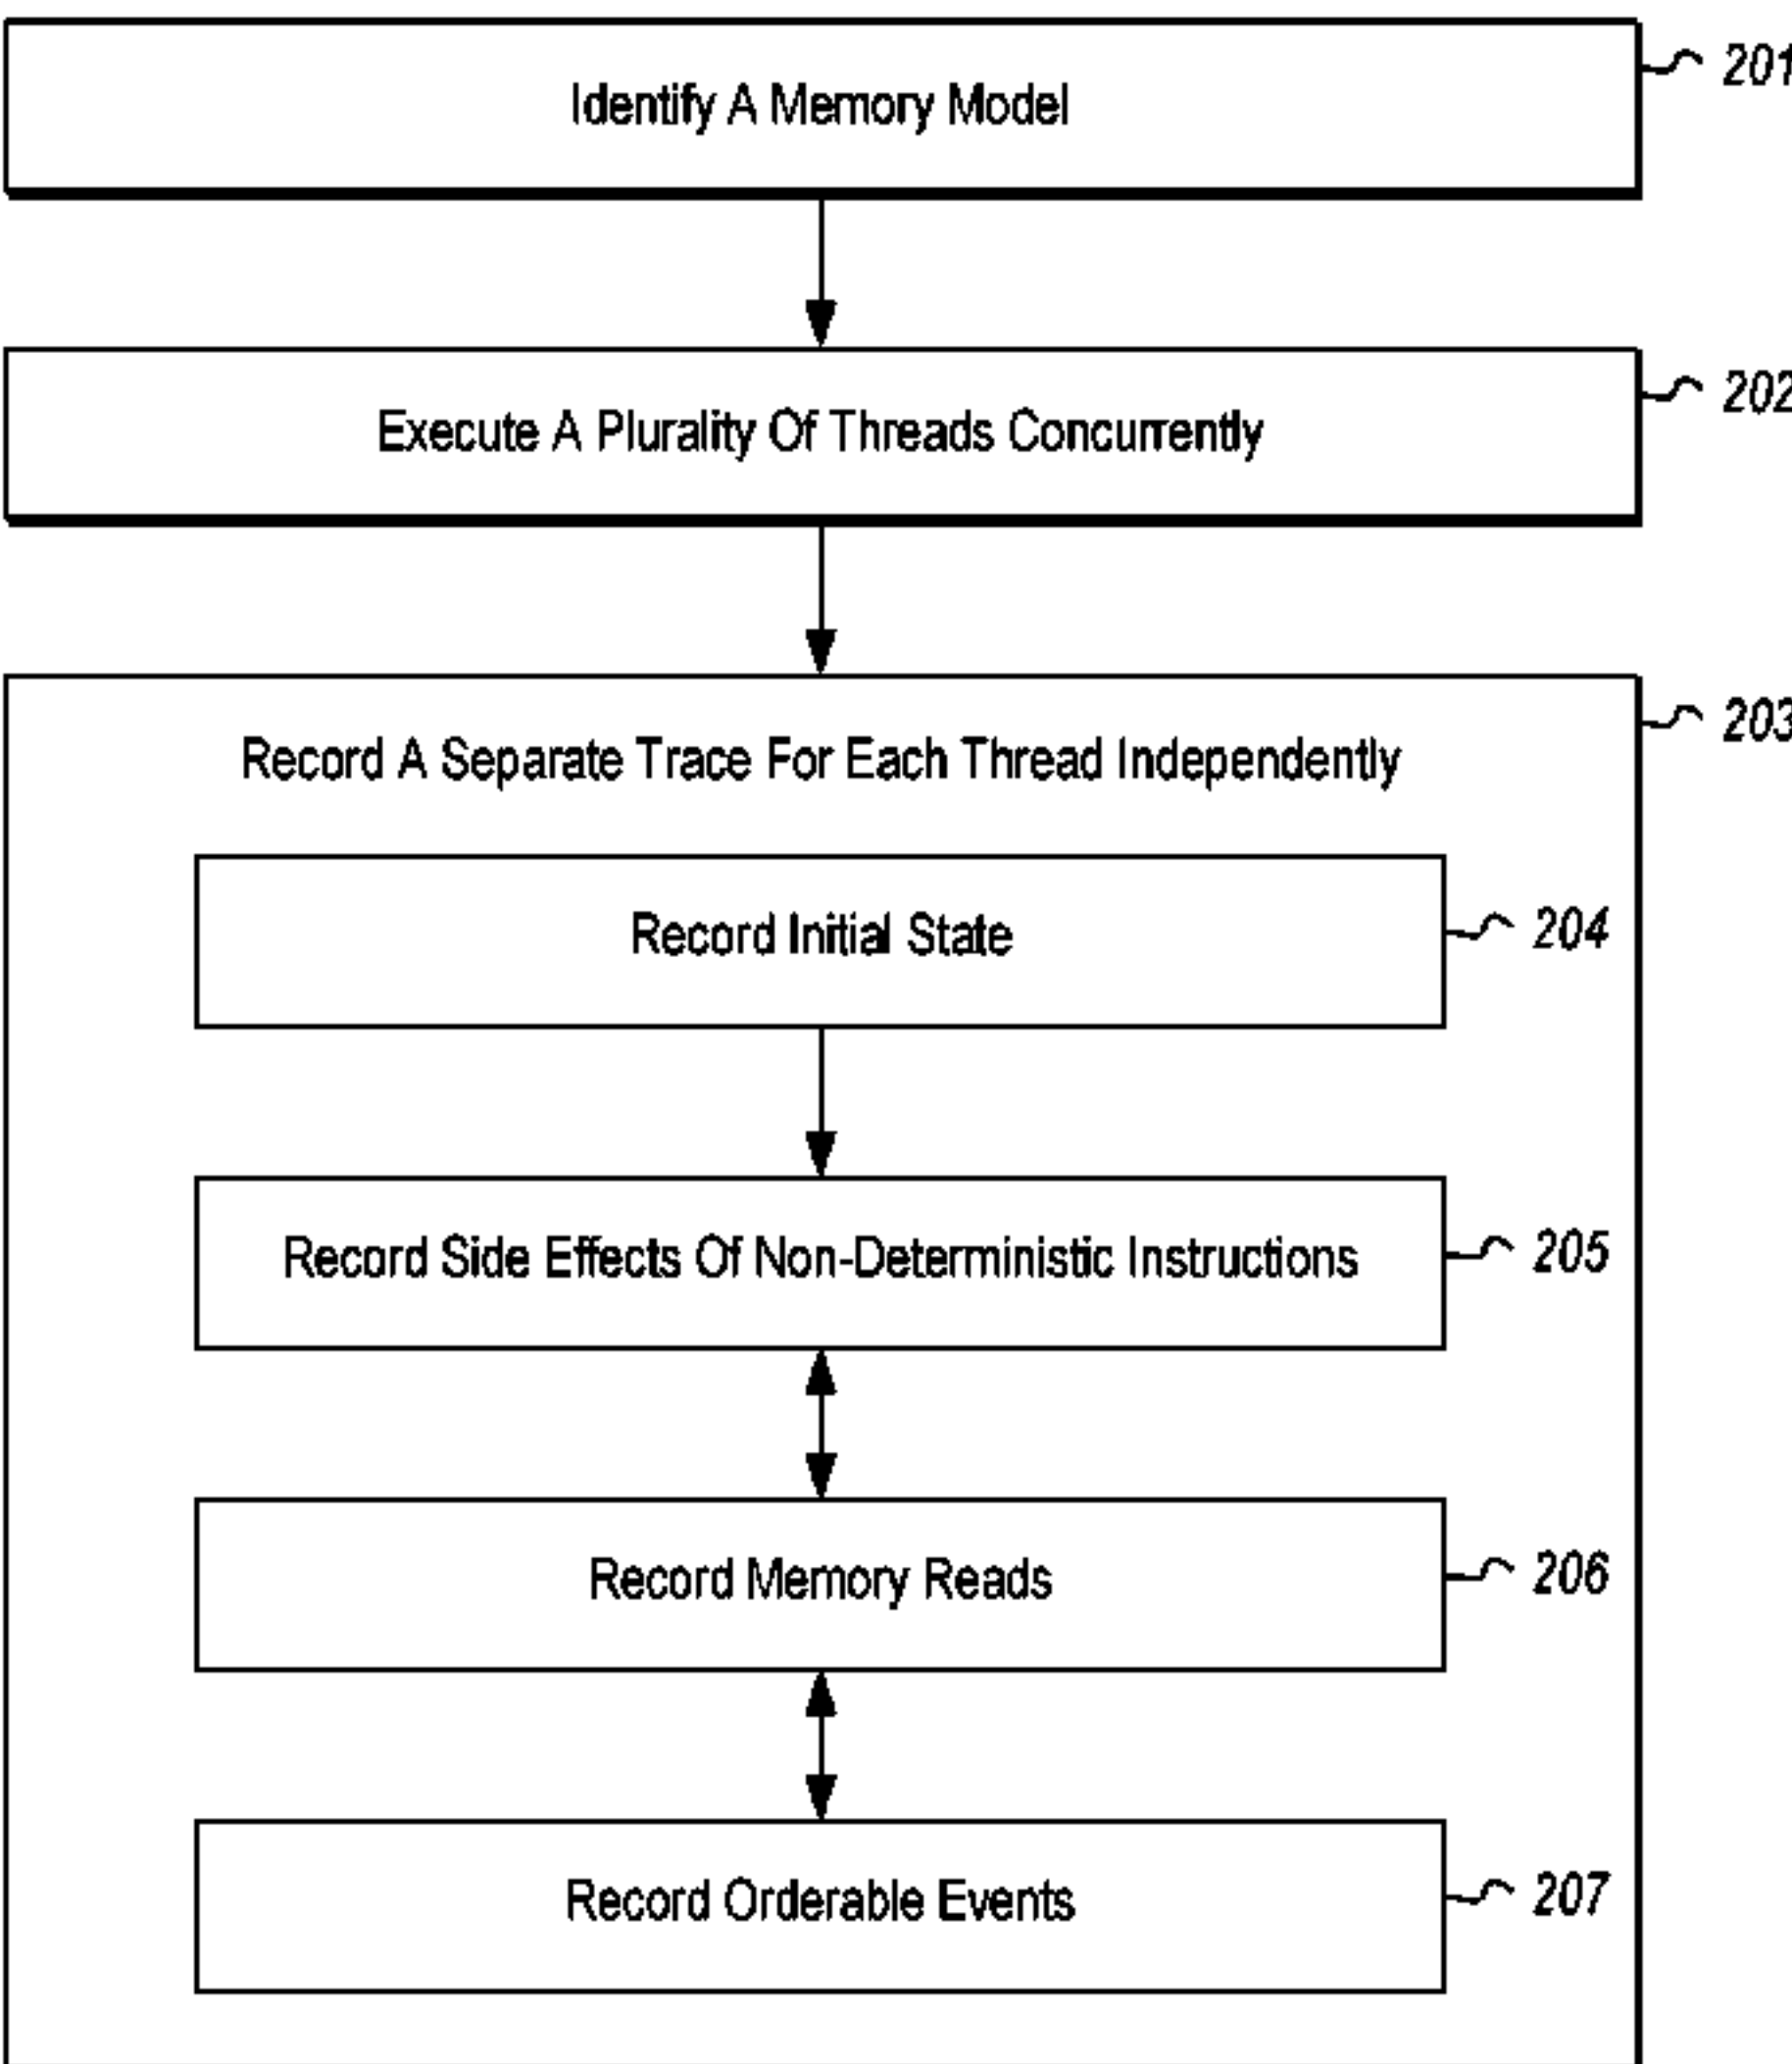 Identify A Memory Model
201
Execute A Plurality Of Threads Concurrently
202
Record A Separate Trace For Each Thread Independently
203
Record Initial State
204
Record Side Effects Of Non-Deterministic Instructions
205
Record Memory Reads
206
Record Orderable Events
207